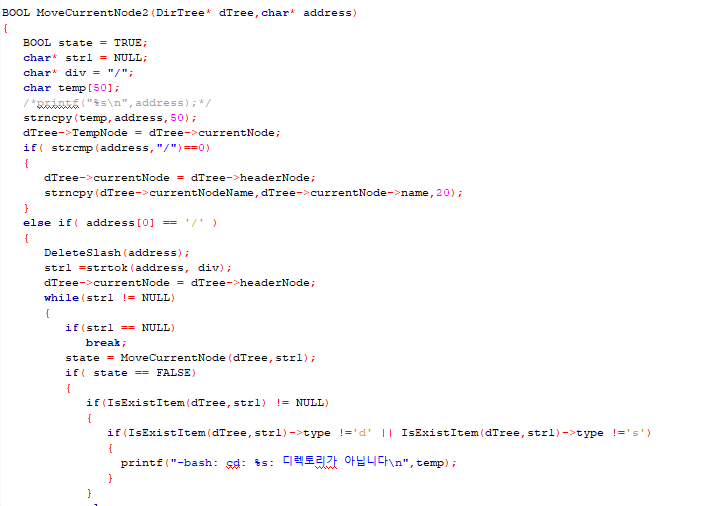 BOOL MoveCurrentNode2(DirTree* dTree,char* address)
{
BOOL state = TRUE;
char* str1 = NULL;
char* div = "/";
char temp[50];
/*printf("%s\n",address);*/
strncpy(temp,address,50);
dTree->TempNode = dTree->currentNode;
if( strcmp(address,"/")==0)
{
dTree->currentNode = dTree->headerNode;
strncpy(dTree->currentNodeName,dTree->currentNode->name,20);
}
else if( address[0] == '/' )
{
DeleteSlash(address);
str1 =strtok(address, div);
dTree->currentNode = dTree->headerNode;
while(str1 != NULL)
{
if(str1 == NULL)
break;
state = MoveCurrentNode(dTree,str1);
if( state == FALSE)
{
if(IsExistItem(dTree,str1) != NULL)
{
if(IsExistItem(dTree,str1)->type !='d' || IsExistItem(dTree,str1)->type !='s')
{
printf("-bash: cd: %s: 디렉토리가 아닙니다\n",temp);
}
}